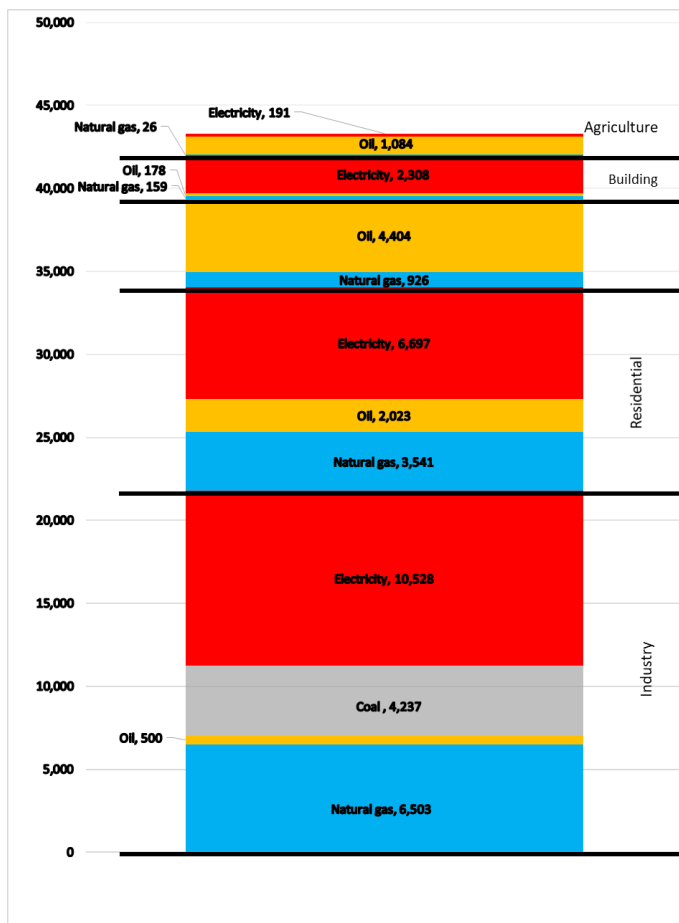 50,000
45,000
Electricity, 191
Natural gas, 26
Agriculture
Oil, 1,084
Oil, 178
Electricity, 2,308
Building
40,000
Natural gas, 159
Oil, 4,404
35,000
Natural gas, 926
Electricity, 6,697
30,000
Residential
Oil, 2,023
25,000
Natural gas, 3,541
20,000
Electricity, 10,528
15,000
Industry
10,000
Coal , 4,237
Oil, 500
5,000
Natural gas, 6,503
0